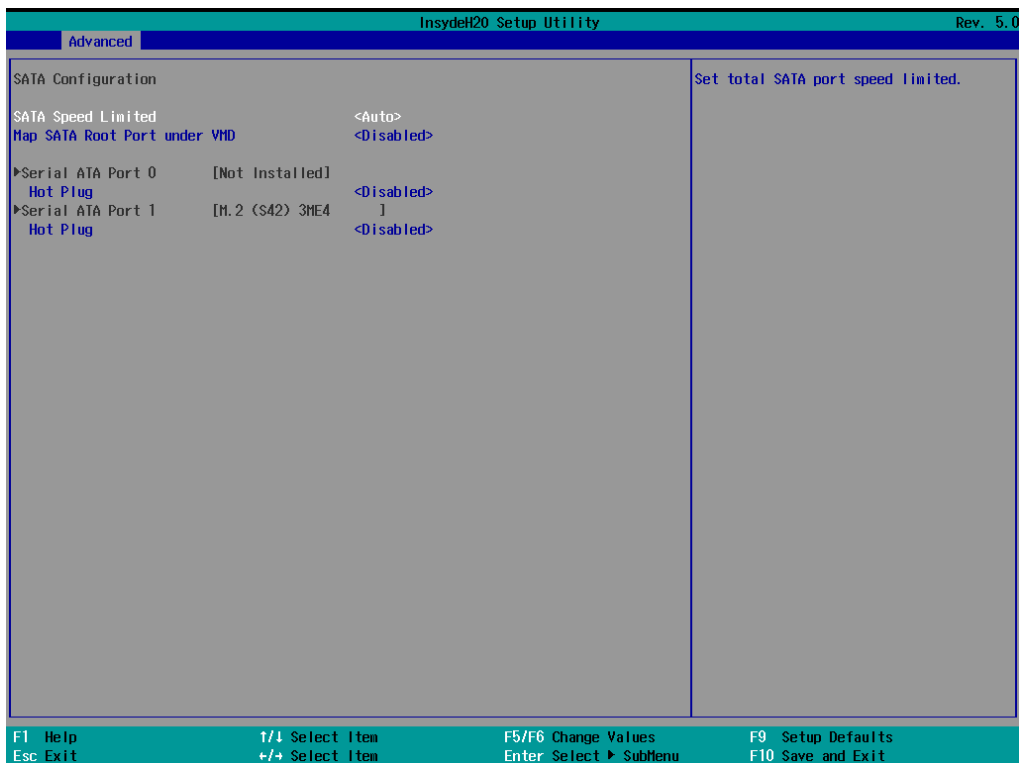 InsydeH20 Setup Utility Rev. 5.0
Advanced
SATA Configuration
Set total SATA port speed limited.
SATA Speed Limited <Auto>
Map SATA Root Port under VMD <Disabled>
▶Serial ATA Port 0 [Not Installed]
Hot Plug <Disabled>
▶Serial ATA Port 1 [M.2 (S42) 3ME4 ]
Hot Plug <Disabled>
F1 Help ↑/↓ Select Item F5/F6 Change Values F9 Setup Defaults
Esc Exit ←/→ Select Item Enter Select ▶ SubMenu F10 Save and Exit